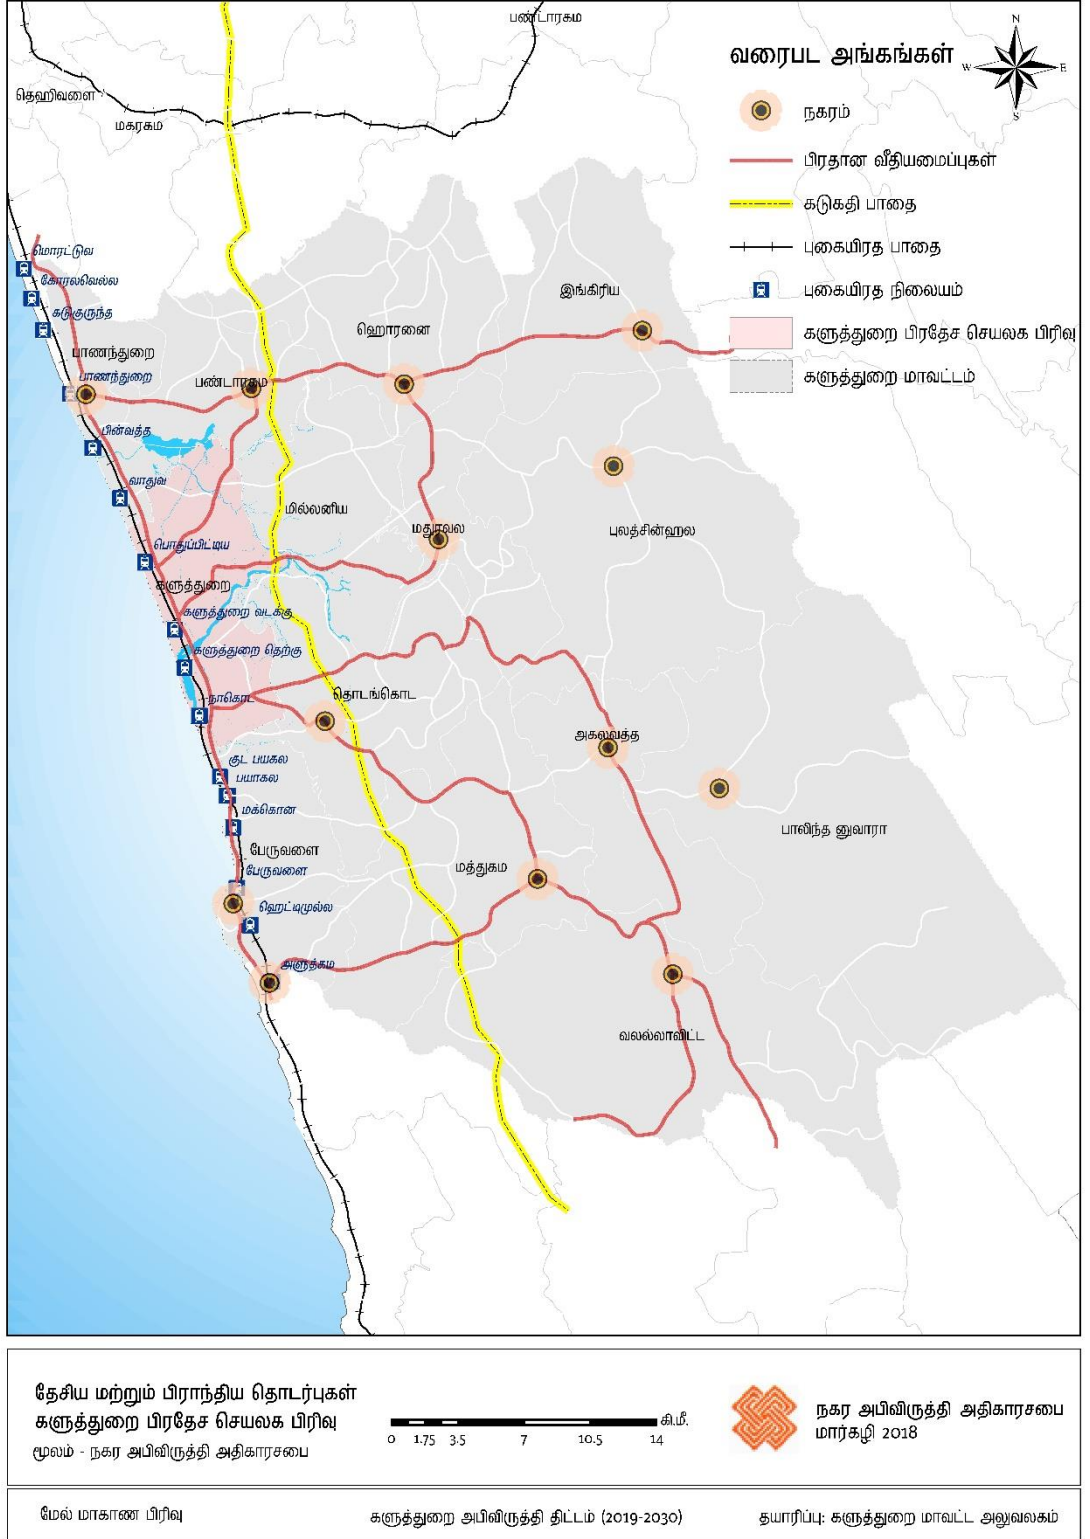 பண்டாரகம
தெஹிவளை
மகரகம
வரைபட அங்கங்கள்
N
W
E
S
நகரம்
பிரதான வீதியமைப்புகள்
கடுகதி பாதை
புகையிரத பாதை
புகையிரத நிலையம்
களுத்துறை பிரதேச செயலக பிரிவு
களுத்துறை மாவட்டம்
மொரட்டுவ
கோரலவெல்ல
கடுகுருந்த
பாணந்துறை
பாணந்துறை
பண்டாரகம
ஹொரனை
இங்கிரிய
பின்வத்த
வாதுவ
மில்லனிய
மதுரவல
புலத்சின்ஹல
பொதுப்பிட்டிய
களுத்துறை
களுத்துறை வடக்கு
களுத்துறை தெற்கு
நாகொட
தொடங்கொட
அகலவத்த
குட பயகல
பயாகல
மக்கொன
பேருவளை
பேருவளை
ஹெட்டிமுல்ல
அளுத்கம
மத்துகம
பாலிந்த னுவாரா
வலல்லாவிட்ட
தேசிய மற்றும் பிராந்திய தொடர்புகள்
களுத்துறை பிரதேச செயலக பிரிவு
மூலம் - நகர அபிவிருத்தி அதிகாரசபை
கி.மீ.
0 1.75 3.5 7 10.5 14
நகர அபிவிருத்தி அதிகாரசபை
மார்கழி 2018
மேல் மாகாண பிரிவு
களுத்துறை அபிவிருத்தி திட்டம் (2019-2030)
தயாரிப்பு: களுத்துறை மாவட்ட அலுவலகம்